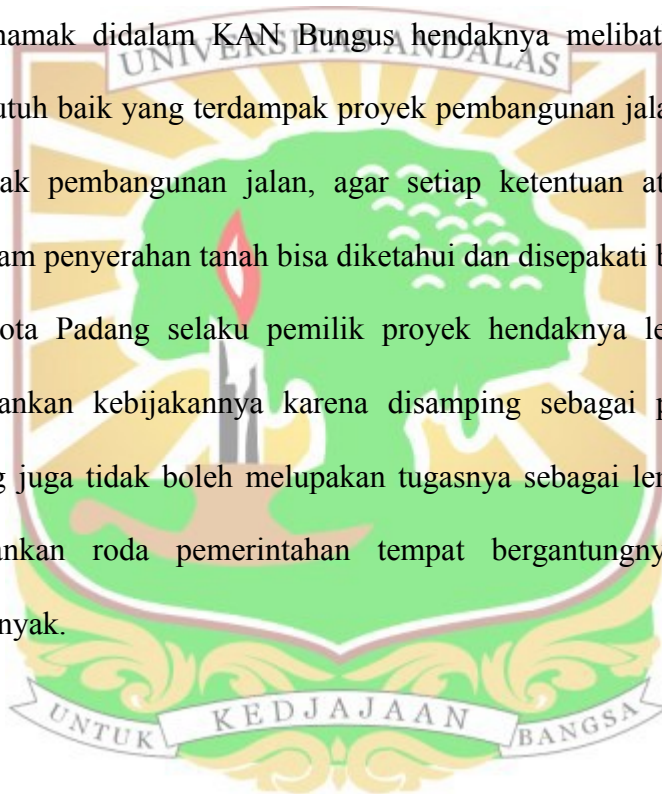 namak didalam KAN Bungus hendaknya melibat
UNIVERSITAS ANDALAS
utuh baik yang terdampak proyek pembangunan jala
ak pembangunan jalan, agar setiap ketentuan at
am penyerahan tanah bisa diketahui dan disepakati b
ota Padang selaku pemilik proyek hendaknya le
ankan kebijakannya karena disamping sebagai p
g juga tidak boleh melupakan tugasnya sebagai ler
ankan roda pemerintahan tempat bergantungny
nyak.
UNTUK KEDJAJAAN BANGSA